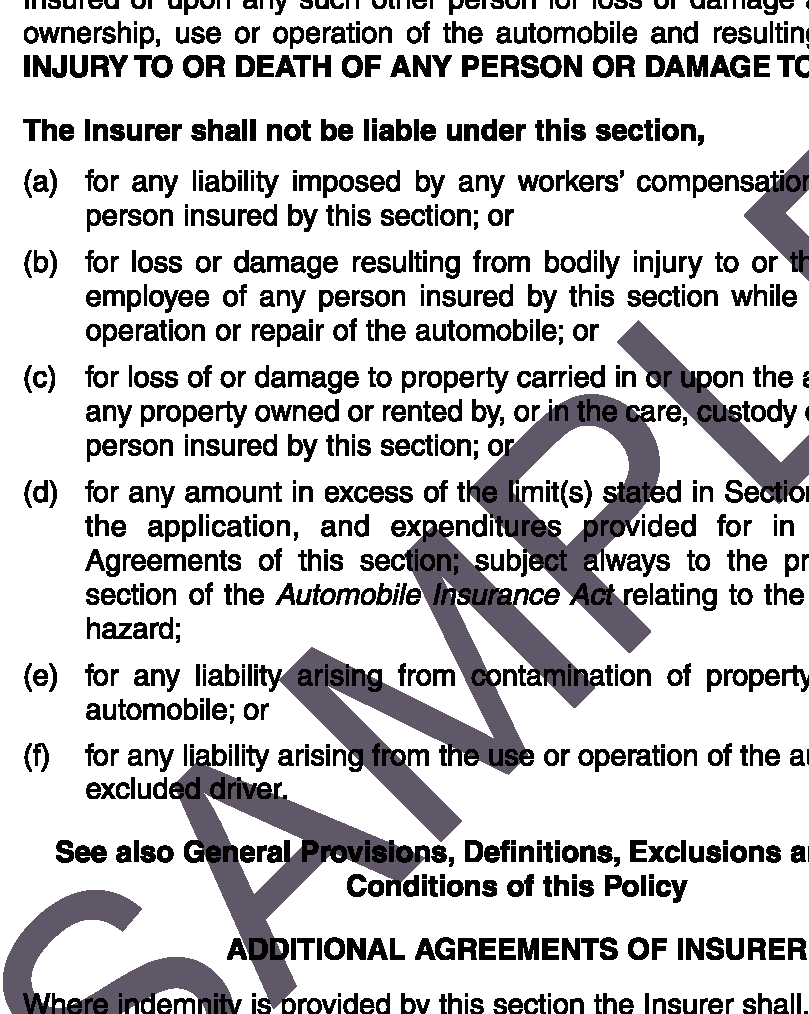 insured or upon any such other person for loss or damage
ownership, use or operation of the automobile and resulting
INJURY TO OR DEATH OF ANY PERSON OR DAMAGE TO
The Insurer shall not be liable under this section,
(a) for any liability imposed by any workers’ compensation
person insured by this section; or
(b) for loss or damage resulting from bodily injury to or
employee of any person insured by this section while
operation or repair of the automobile; or
(c) for loss of or damage to property carried in or upon the
any property owned or rented by, or in the care, custody
person insured by this section; or
(d) for any amount in excess of the limit(s) stated in Section
the application, and expenditures provided for in
Agreements of this section; subject always to the
section of the Automobile Insurance Act relating to the
hazard;
(e) for any liability arising from contamination of property
automobile; or
(f) for any liability arising from the use or operation of the
excluded driver.
See also General Provisions, Definitions, Exclusions
Conditions of this Policy
ADDITIONAL AGREEMENTS OF INSURER
Where indemnity is provided by this section the Insurer shall,
SAMPLE